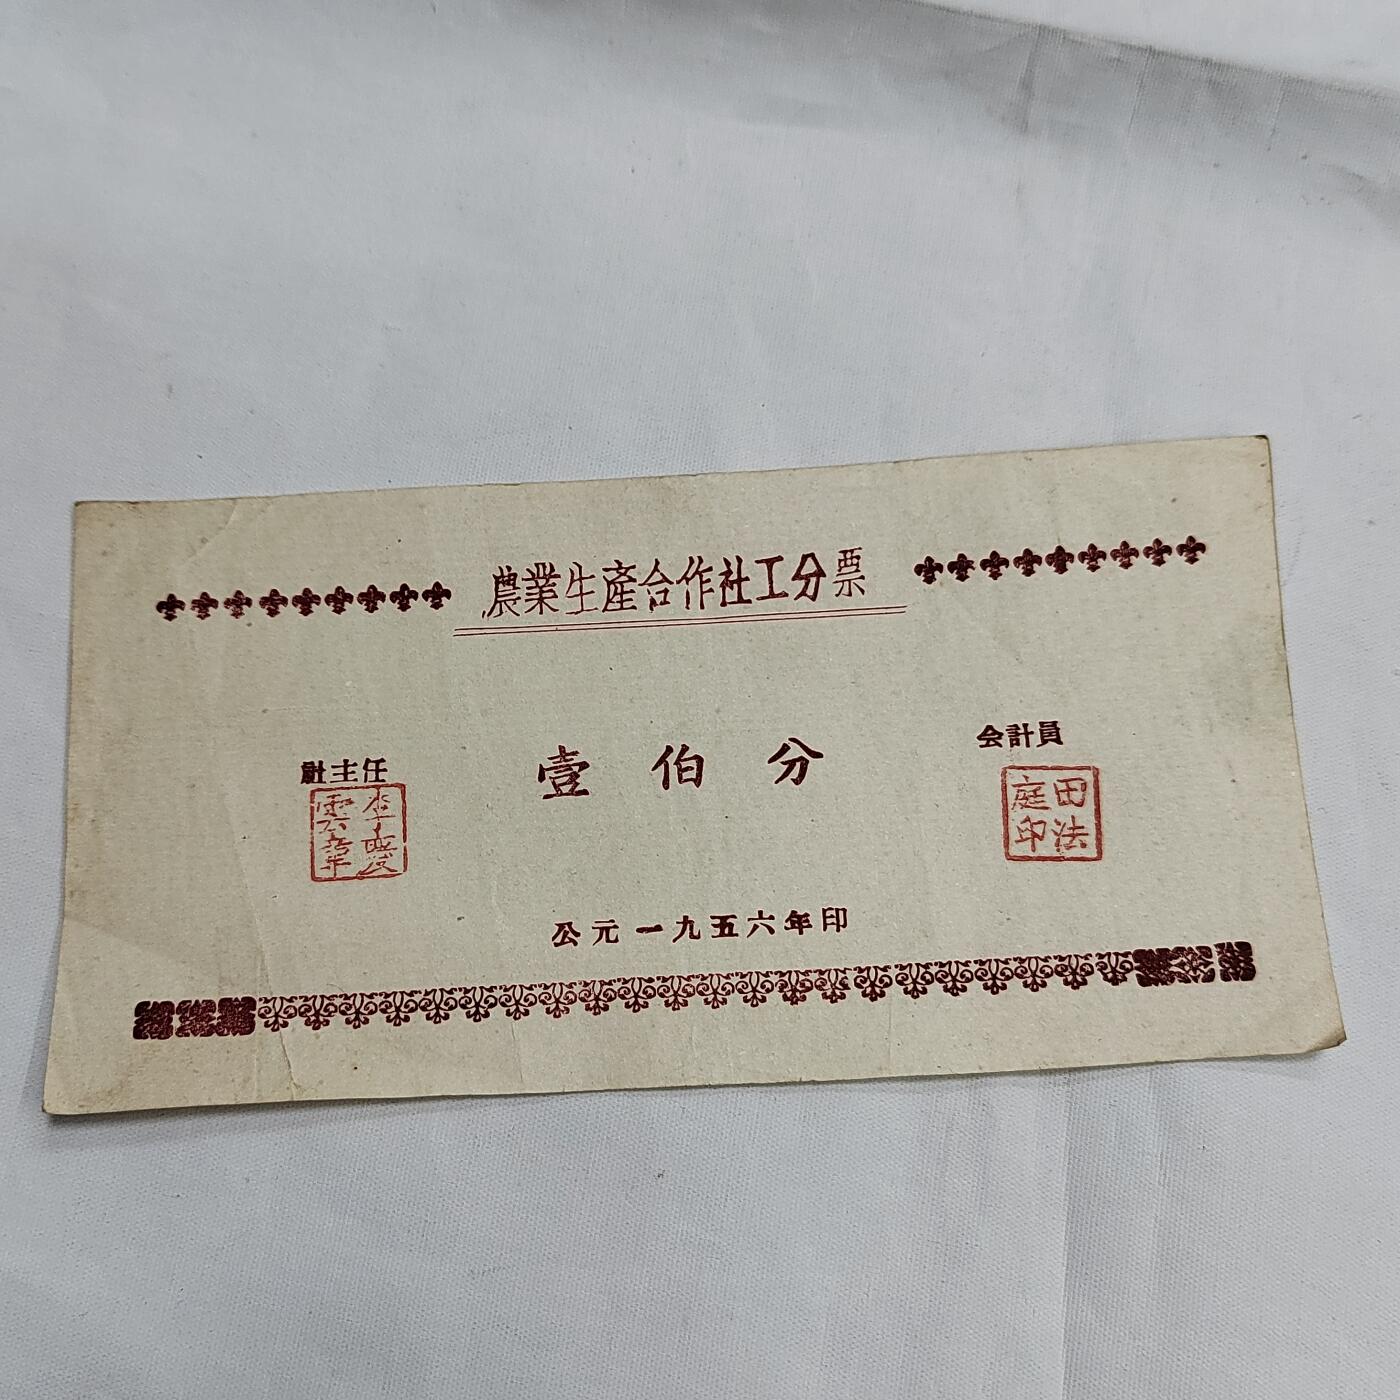 農業生產合作社工分票
会計員
社主任
壹伯分
田法庭印
公元一九五六年印